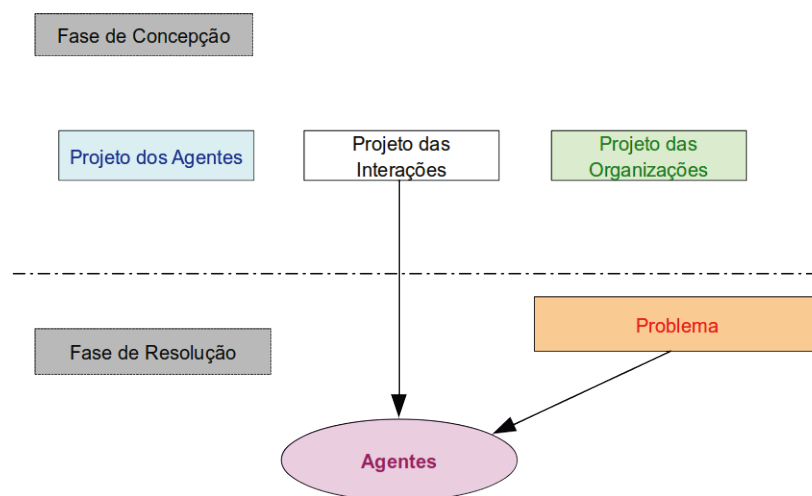 Fase de Concepção
Projeto dos Agentes
Projeto das
Interações
Projeto das
Organizações
Problema
Fase de Resolução
Agentes